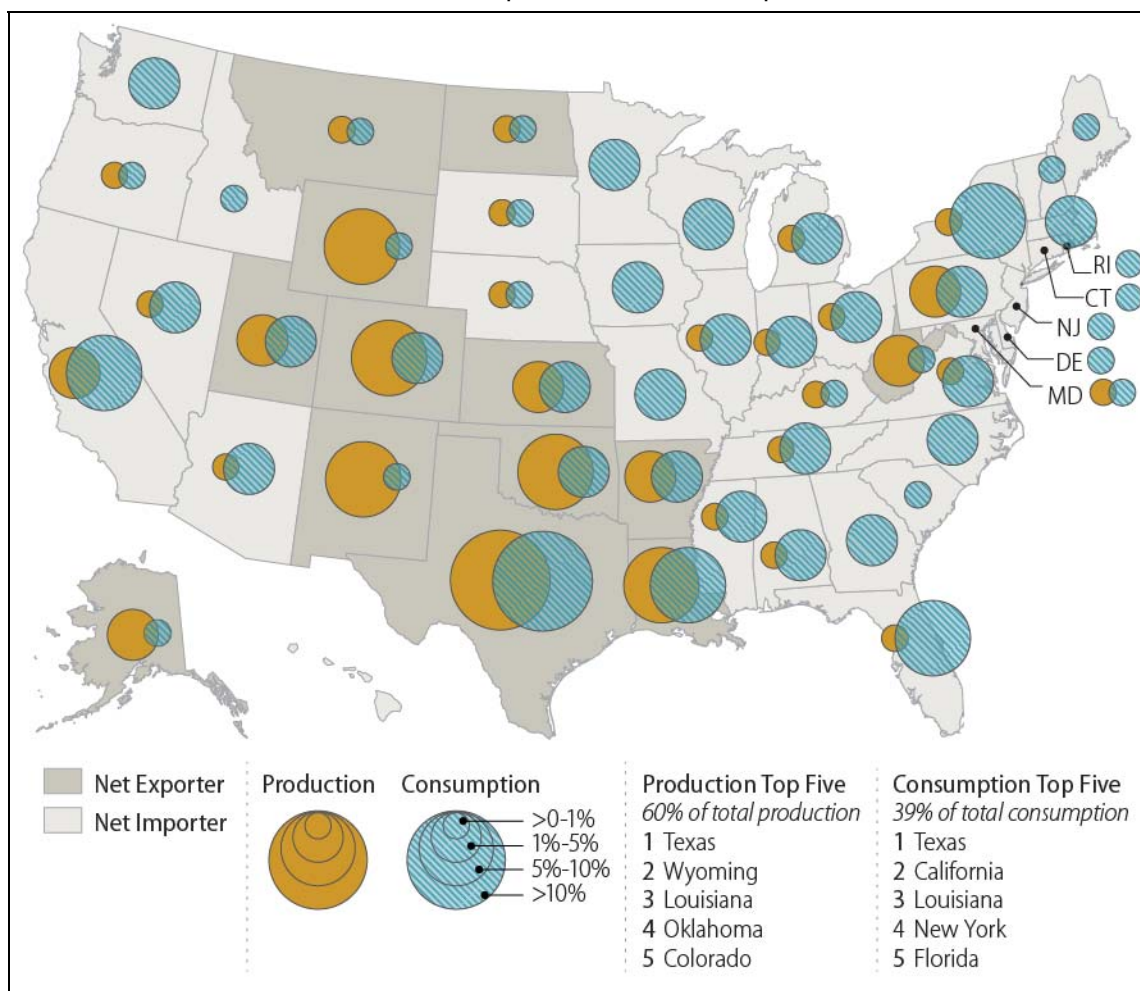 RI
CT
NJ
DE
MD
Net Exporter
Net Importer
Production
Consumption
>0-1%
1%-5%
5%-10%
>10%
Production Top Five
60% of total production
1 Texas
2 Wyoming
3 Louisiana
4 Oklahoma
5 Colorado
Consumption Top Five
39% of total consumption
1 Texas
2 California
3 Louisiana
4 New York
5 Florida